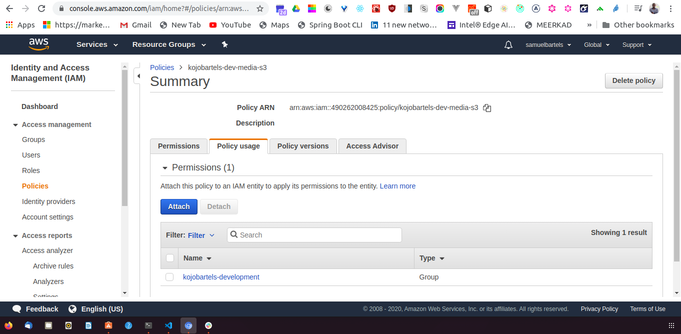 console.aws.amazon.com/iam/home?#/policies/arn:aws...
Apps
https://marke...
Gmail
New Tab
YouTube
Maps
Spring Boot CLI
11 new netwo...
Intel® Edge AI...
MEERKAD
»
Other bookmarks
aws
Services
Resource Groups
samuelbartels
Global
Support
Identity and Access
Management (IAM)
Dashboard
Access management
Groups
Users
Roles
Policies
Identity providers
Account settings
Access reports
Access analyzer
Archive rules
Analyzers
Settings
Policies > kojobartels-dev-media-s3
Summary
Delete policy
Policy ARN arn:aws:iam::490262008425:policy/kojobartels-dev-media-s3
Description
Permissions Policy usage Policy versions Access Advisor
Permissions (1)
Attach this policy to an IAM entity to apply its permissions to the entity. Learn more
Attach Detach
Filter: Filter Search Showing 1 result
Name Type
kojobartels-development Group
Feedback English (US) © 2008 - 2020, Amazon Web Services, Inc. or its affiliates. All rights reserved. Privacy Policy Terms of Use